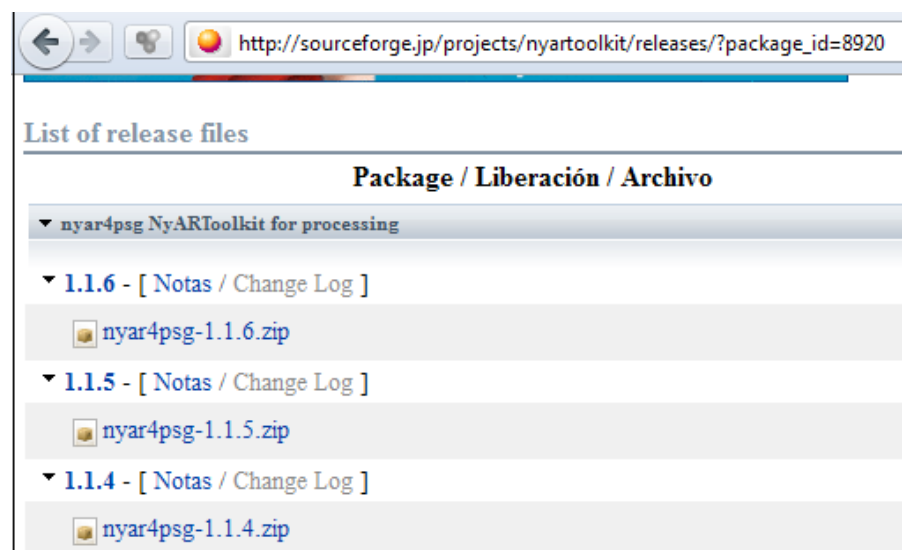 http://sourceforge.jp/projects/nyartoolkit/releases/?package_id=8920
List of release files
Package / Liberación / Archivo
nyar4psg NyARToolkit for processing
1.1.6 - [ Notas / Change Log ]
nyar4psg-1.1.6.zip
1.1.5 - [ Notas / Change Log ]
nyar4psg-1.1.5.zip
1.1.4 - [ Notas / Change Log ]
nyar4psg-1.1.4.zip